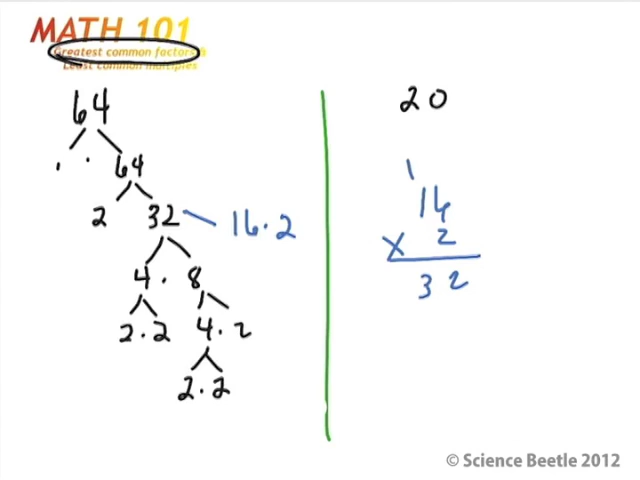 MATH 101
Greatest common factors
Least common multiples
64
1 · 64
2 32 16·2
4 · 8
2·2 4·2
2·2
20
1
16
X 2
32
© Science Beetle 2012